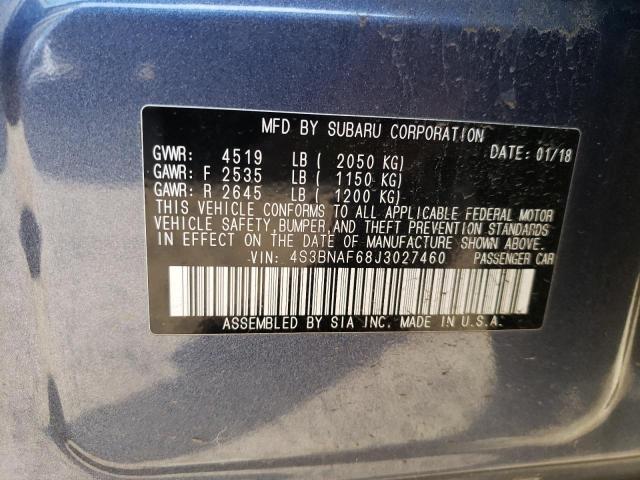 MFD BY SUBARU CORPORATION
GVWR: 4519 LB ( 2050 KG) DATE: 01/18
GAWR: F 2535 LB ( 1150 KG)
GAWR: R 2645 LB ( 1200 KG)
THIS VEHICLE CONFORMS TO ALL APPLICABLE FEDERAL MOTOR
VEHICLE SAFETY, BUMPER, AND THEFT PREVENTION STANDARDS
IN EFFECT ON THE DATE OF MANUFACTURE SHOWN ABOVE.
VIN: 4S3BNAF68J3027460 PASSENGER CAR
ASSEMBLED BY SIA INC. MADE IN U.S.A.